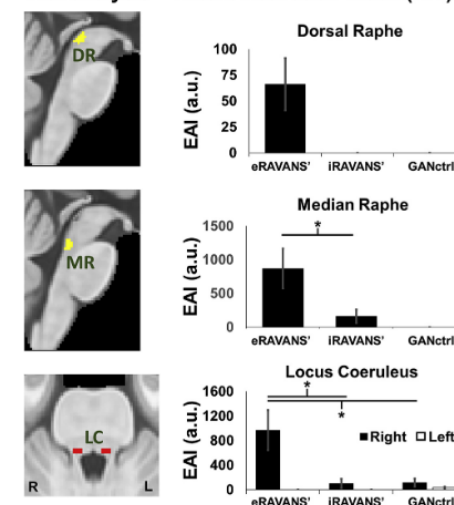 Dorsal Raphe
DR
EAI (a.u.)
100
75
50
25
0
eRAVANS' iRAVANS' GANctrl
Median Raphe
MR
EAI (a.u.)
1500
1000
500
0
*
eRAVANS' iRAVANS' GANctrl
Locus Coeruleus
LC
R L
EAI (a.u.)
1600
1200
800
400
0
*
*
Right Left
eRAVANS' iRAVANS' GANctrl